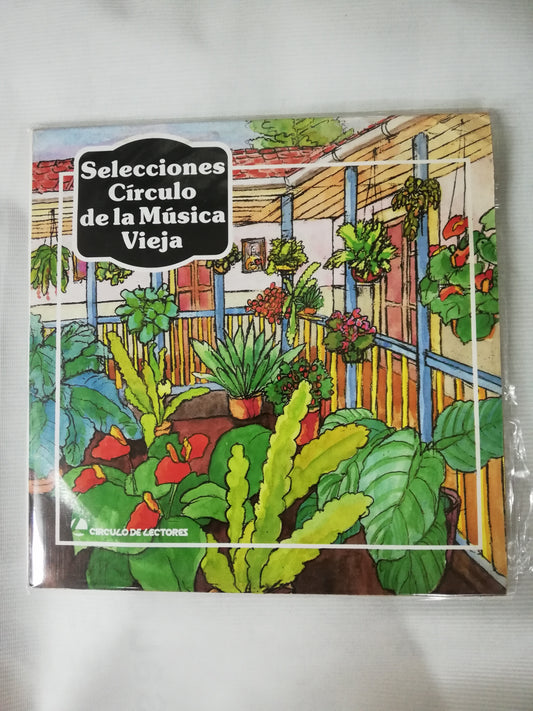 Selecciones
Círculo
de la Música
Vieja
CIRCULO DE LECTORES